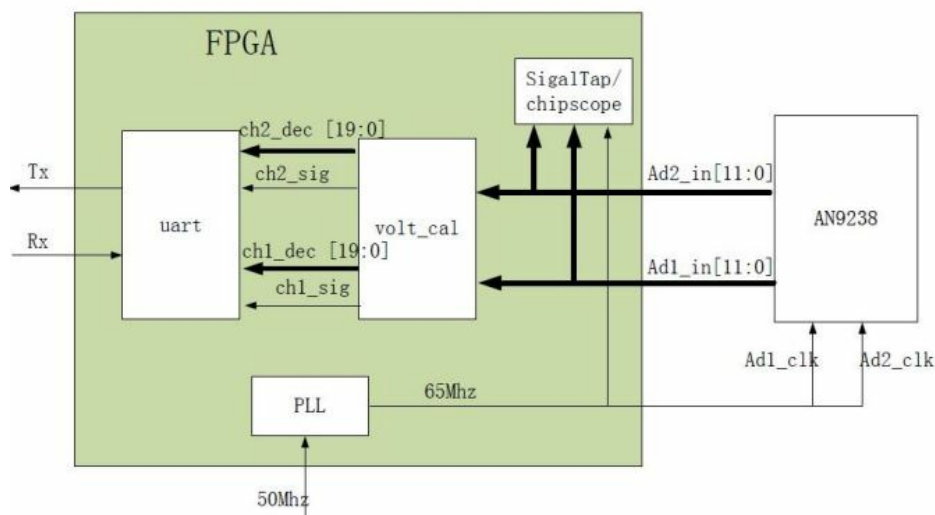 FPGA
SigalTap/
chipscope
ch2_dec [19:0]
ch2_sig
Tx
uart
Rx
volt_cal
ch1_dec [19:0]
ch1_sig
Ad2_in[11:0]
AN9238
Ad1_in[11:0]
Ad1_clk
Ad2_clk
PLL
65Mhz
50Mhz